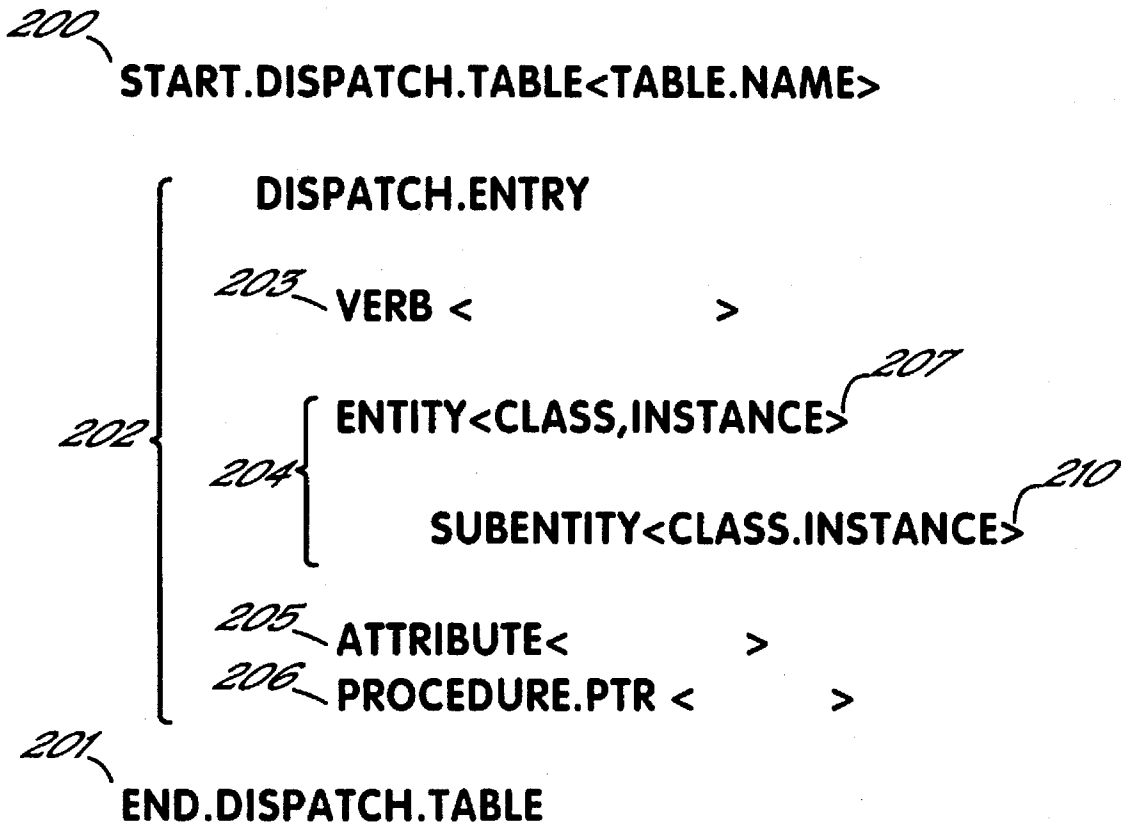 200
START.DISPATCH.TABLE<TABLE.NAME>
DISPATCH.ENTRY
203 VERB < >
207
202 ENTITY<CLASS,INSTANCE>
204 210
SUBENTITY<CLASS.INSTANCE>
205 ATTRIBUTE< >
206 PROCEDURE.PTR < >
201
END.DISPATCH.TABLE